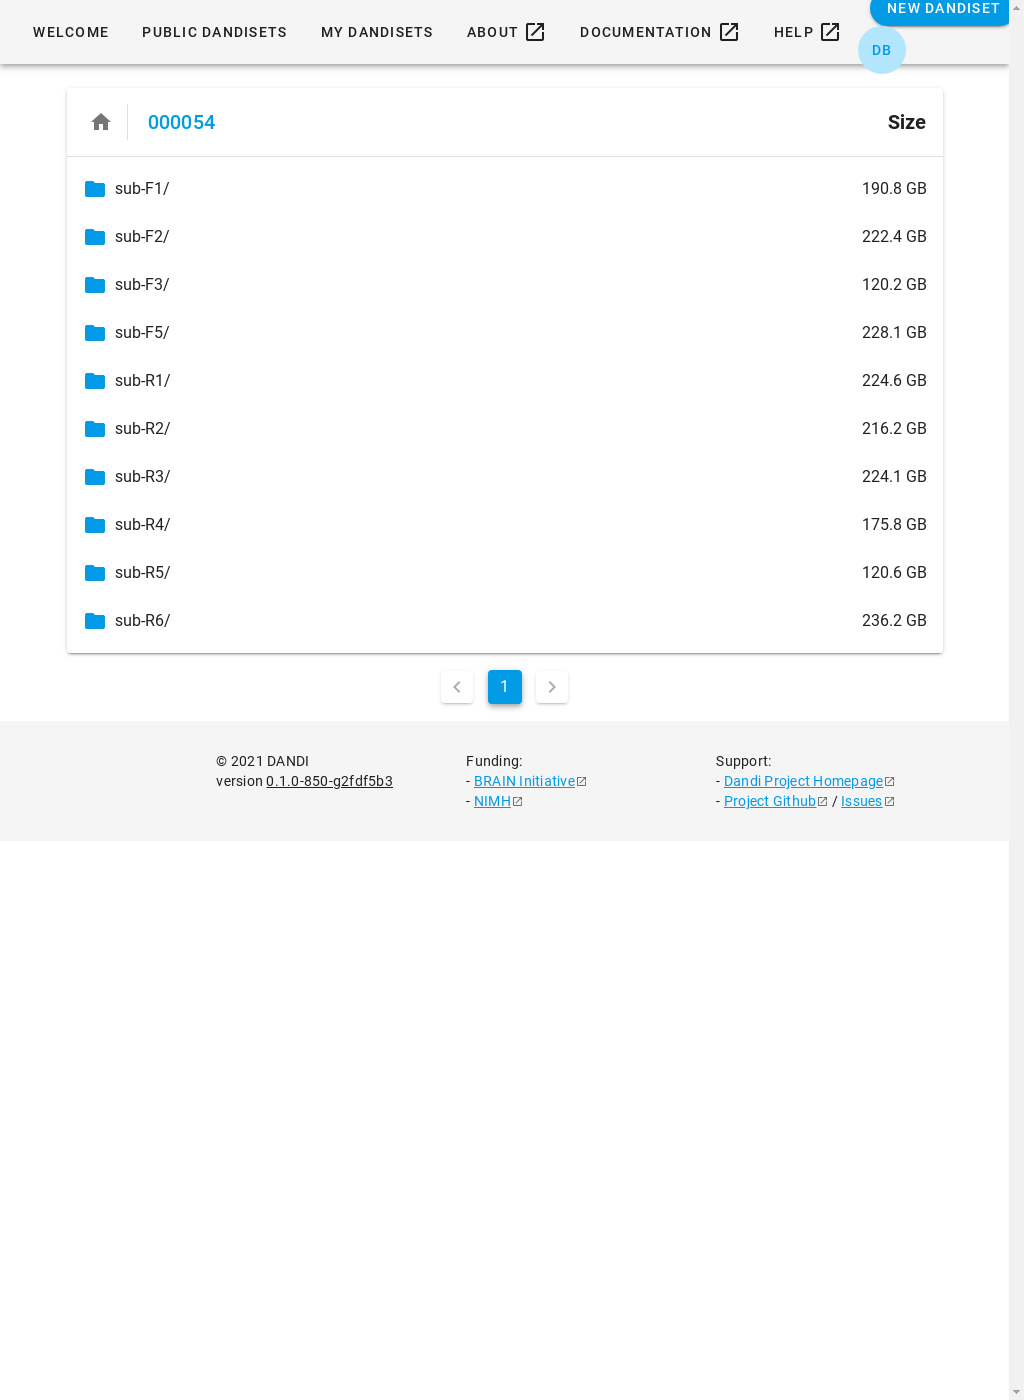 NEW DANDISET
WELCOME PUBLIC DANDISETS MY DANDISETS ABOUT DOCUMENTATION HELP
DB
000054 Size
sub-F1/ 190.8 GB
sub-F2/ 222.4 GB
sub-F3/ 120.2 GB
sub-F5/ 228.1 GB
sub-R1/ 224.6 GB
sub-R2/ 216.2 GB
sub-R3/ 224.1 GB
sub-R4/ 175.8 GB
sub-R5/ 120.6 GB
sub-R6/ 236.2 GB
1
© 2021 DANDI
version 0.1.0-850-g2fdf5b3
Funding:
- BRAIN Initiative
- NIMH
Support:
- Dandi Project Homepage
- Project Github / Issues